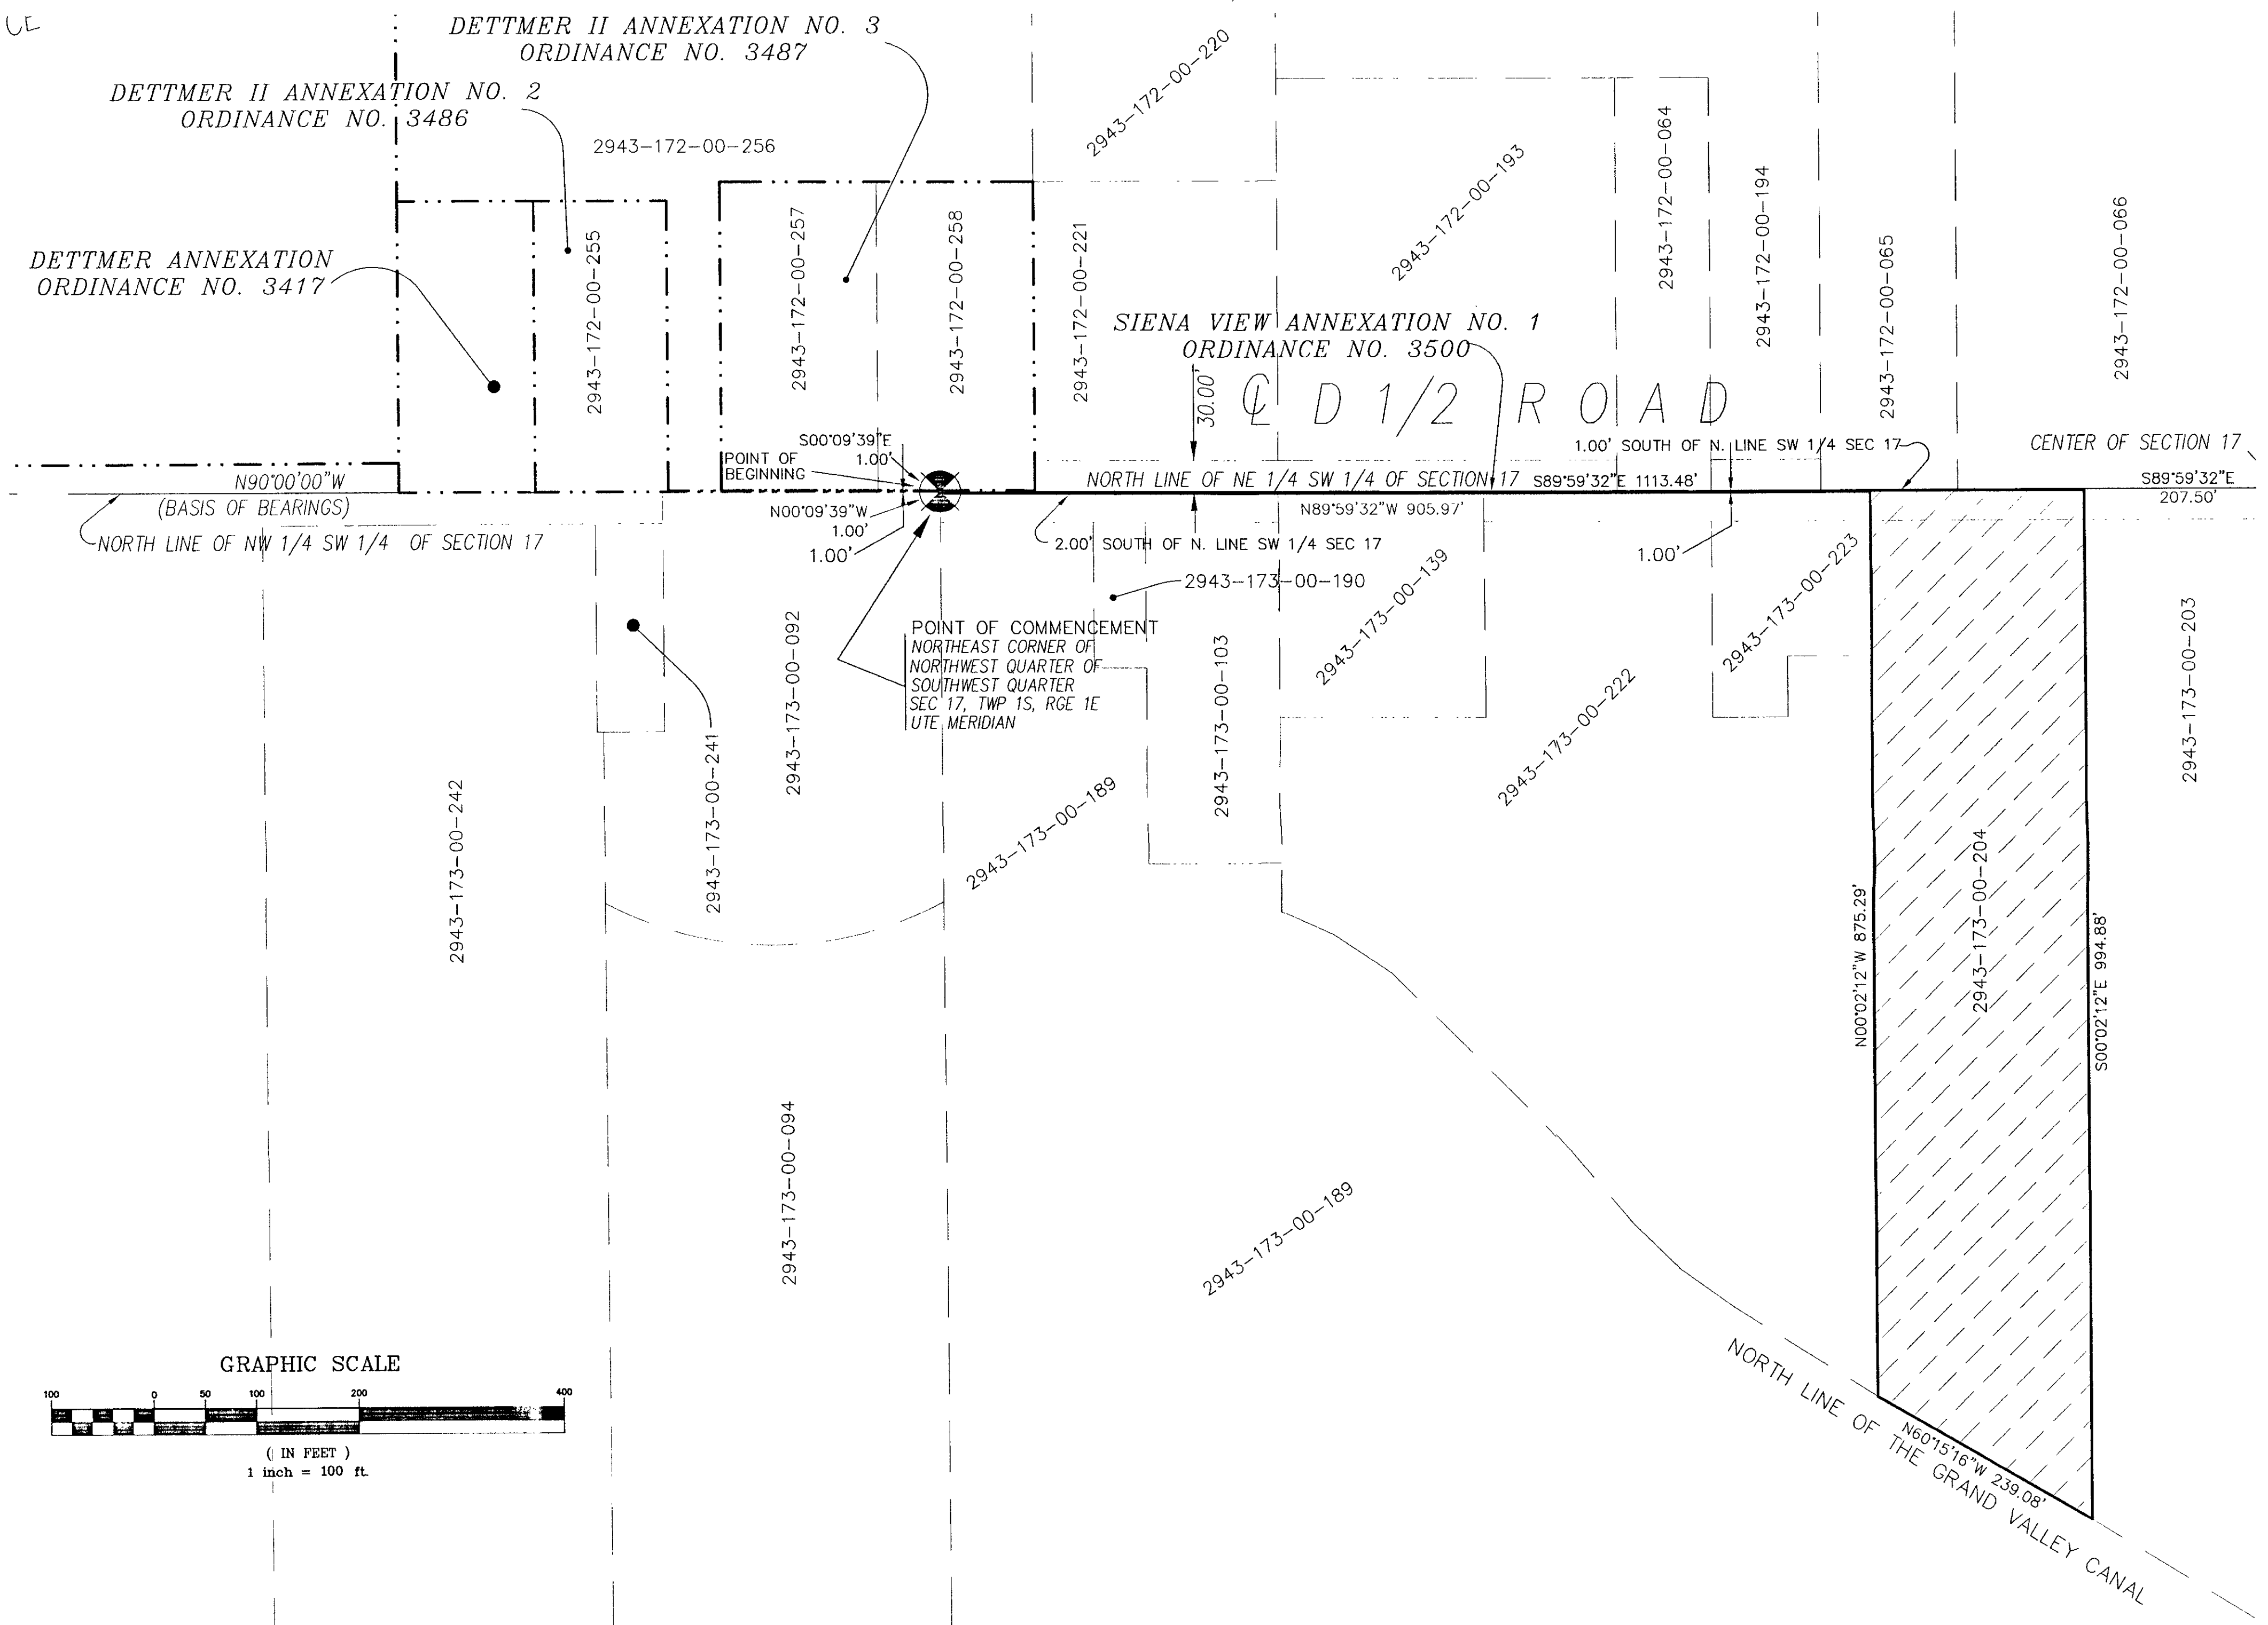 DETTMER II ANNEXATION NO. 3
ORDINANCE NO. 3487
DETTMER II ANNEXATION NO. 2
ORDINANCE NO. 3486
2943-172-00-256
2943-172-00-220
2943-172-00-193
2943-172-00-064
2943-172-00-194
2943-172-00-065
2943-172-00-066
DETTMER ANNEXATION
ORDINANCE NO. 3417
2943-172-00-255
2943-172-00-257
2943-172-00-258
2943-172-00-221
SIENA VIEW ANNEXATION NO. 1
ORDINANCE NO. 3500
30.00'
℄ D 1/2 ROAD
S00°09'39"E
1.00'
POINT OF
BEGINNING
1.00' SOUTH OF N. LINE SW 1/4 SEC 17
CENTER OF SECTION 17
N90°00'00"W
(BASIS OF BEARINGS)
NORTH LINE OF NE 1/4 SW 1/4 OF SECTION 17
S89°59'32"E 1113.48'
S89°59'32"E
207.50'
N00°09'39"W
1.00'
1.00'
N89°59'32"W 905.97'
NORTH LINE OF NW 1/4 SW 1/4 OF SECTION 17
2.00' SOUTH OF N. LINE SW 1/4 SEC 17
1.00'
2943-173-00-190
POINT OF COMMENCEMENT
NORTHEAST CORNER OF
NORTHWEST QUARTER OF
SOUTHWEST QUARTER
SEC 17, TWP 1S, RGE 1E
UTE MERIDIAN
2943-173-00-242
2943-173-00-241
2943-173-00-092
2943-173-00-189
2943-173-00-103
2943-173-00-139
2943-173-00-222
2943-173-00-223
2943-173-00-203
N00°02'12"W 875.29'
2943-173-00-204
S00°02'12"E 994.88'
2943-173-00-094
2943-173-00-189
NORTH LINE OF THE GRAND VALLEY CANAL
N60°15'16"W 239.08'
GRAPHIC SCALE
100 0 50 100 200 400
( IN FEET )
1 inch = 100 ft.